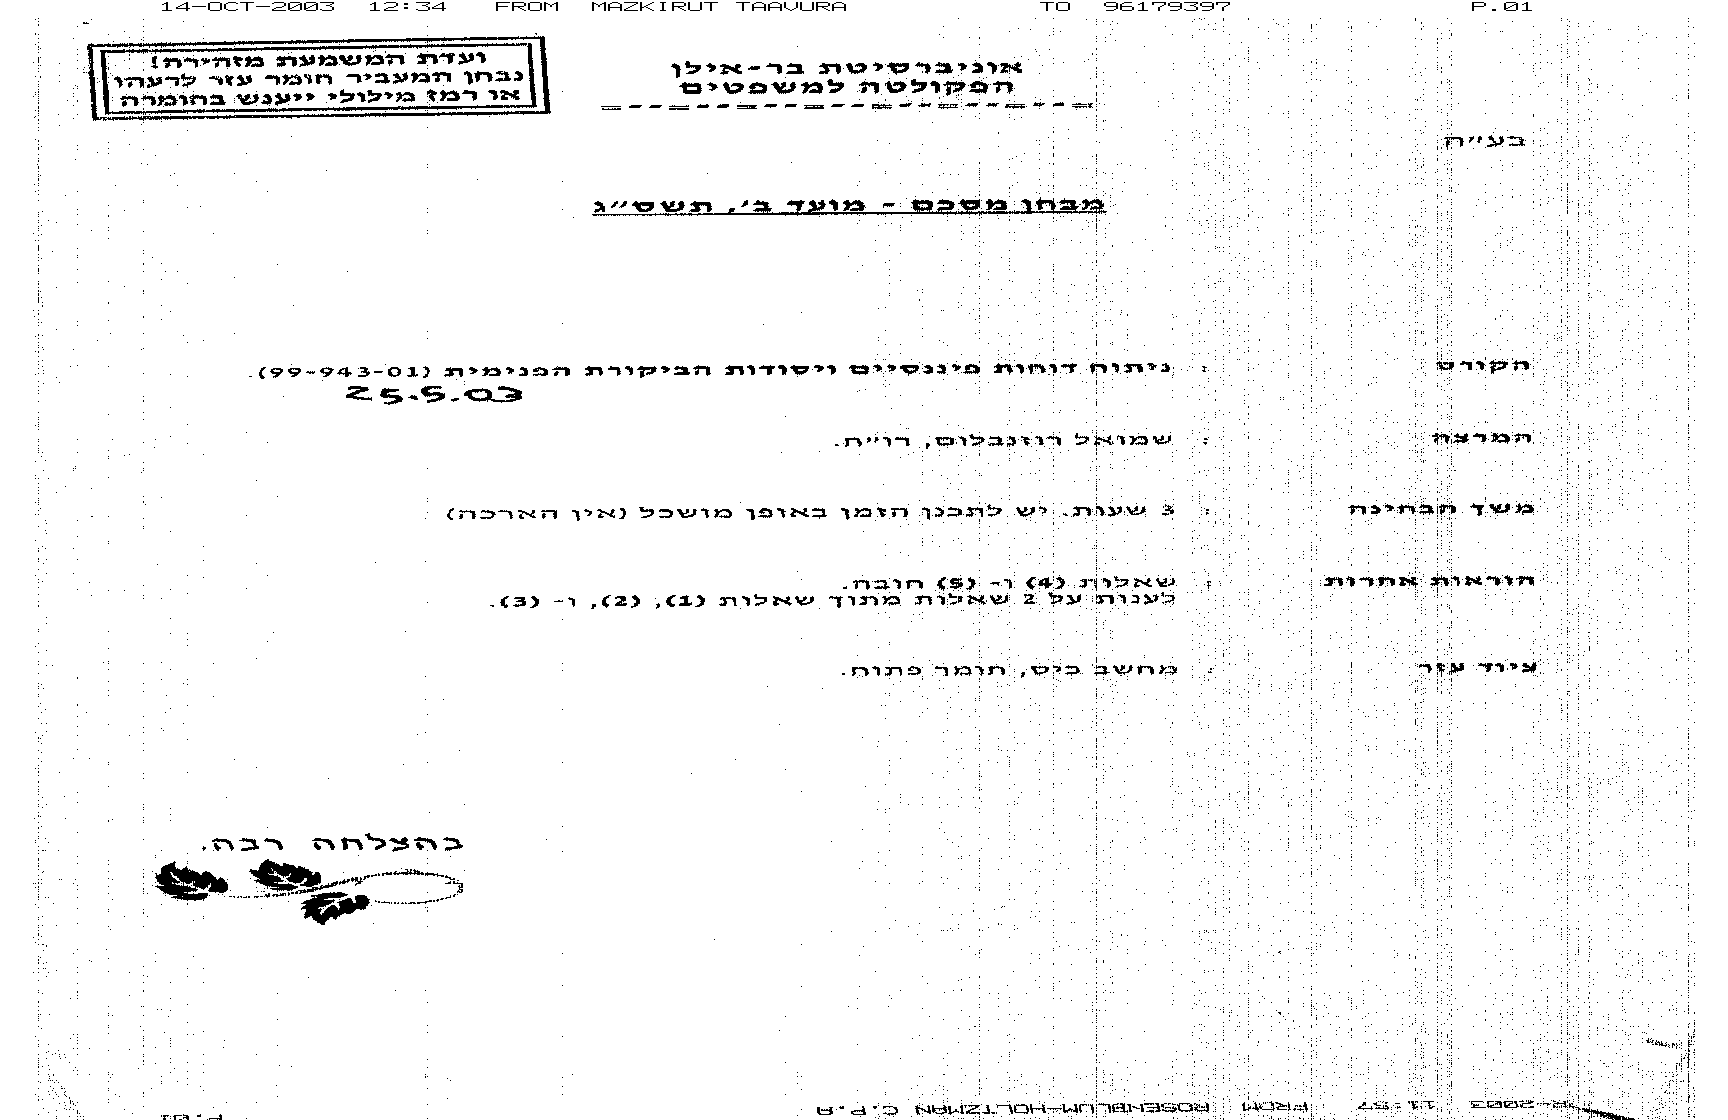 14-OCT-2003 12:34 FROM MAZKIRUT TAAVURA TO 96179397 P.01
ועדת המשמעת מזהירה!
נבחן המעביר חומר עזר לרעהו
או רמז מילולי ייענש בחומרה
אוניברסיטת בר-אילן
הפקולטה למשפטים
בעי"ה
מבחן מסכם - מועד ב', תשס"ג
הקורס : ניתוח דוחות פיננסיים ויסודות הביקורת הפנימית (99-943-01).
25.5.03
המרצה : שמואל רוזנבלום, רו"ח.
משך הבחינה : 3 שעות. יש לתכנן הזמן באופן מושכל (אין הארכה)
הוראות אחרות : שאלות (4) ו- (5) חובה.
לענות על 2 שאלות מתוך שאלות (1), (2), ו- (3).
ציוד עזר : מחשב כיס, חומר פתוח.
בהצלחה רבה.
2003 11:57 FROM ROSENBLUM-HOLTZMAN C.P.A P.01